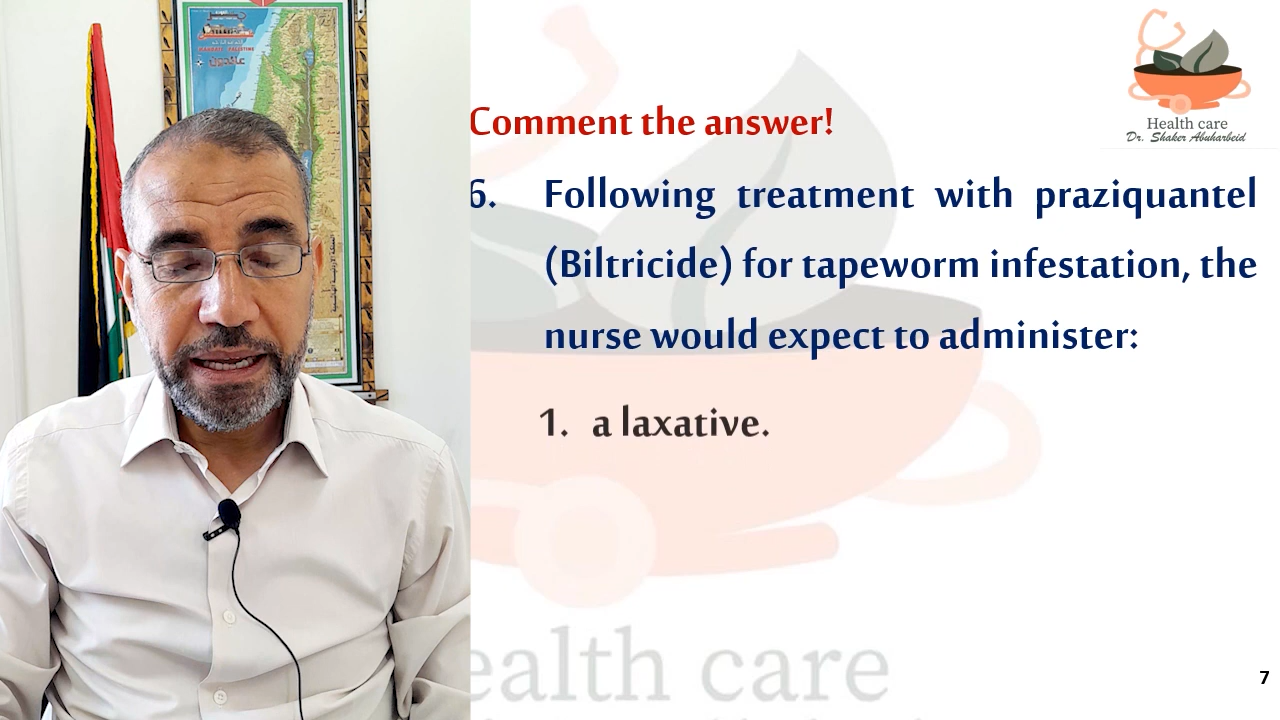 Comment the answer!
6. Following treatment with praziquantel
(Biltricide) for tapeworm infestation, the
nurse would expect to administer:
1. a laxative.
Health care
Dr. Shaker Abuharbeid
ealth care
7